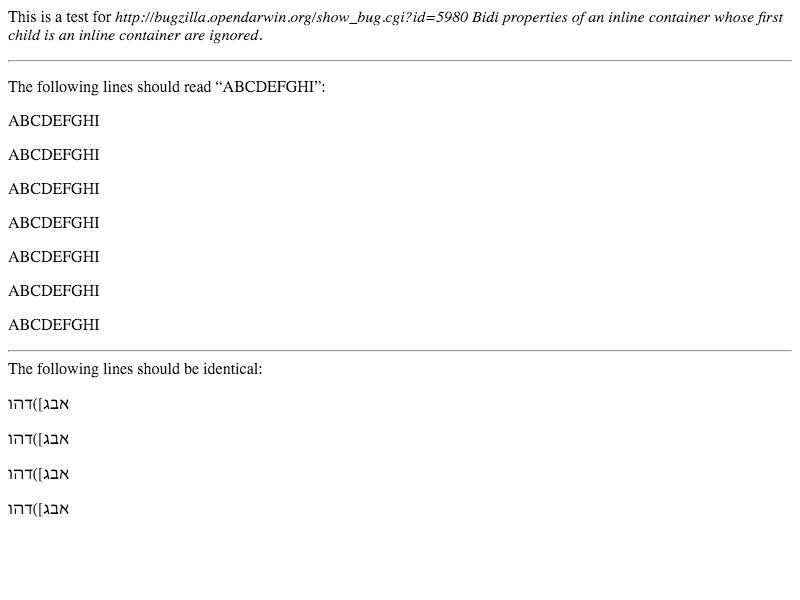 This is a test for http://bugzilla.opendarwin.org/show_bug.cgi?id=5980 Bidi properties of an inline container whose first
child is an inline container are ignored.
The following lines should read “ABCDEFGHI”:
ABCDEFGHI
ABCDEFGHI
ABCDEFGHI
ABCDEFGHI
ABCDEFGHI
ABCDEFGHI
ABCDEFGHI
The following lines should be identical:
אבג])דהו
אבג])דהו
אבג])דהו
אבג])דהו